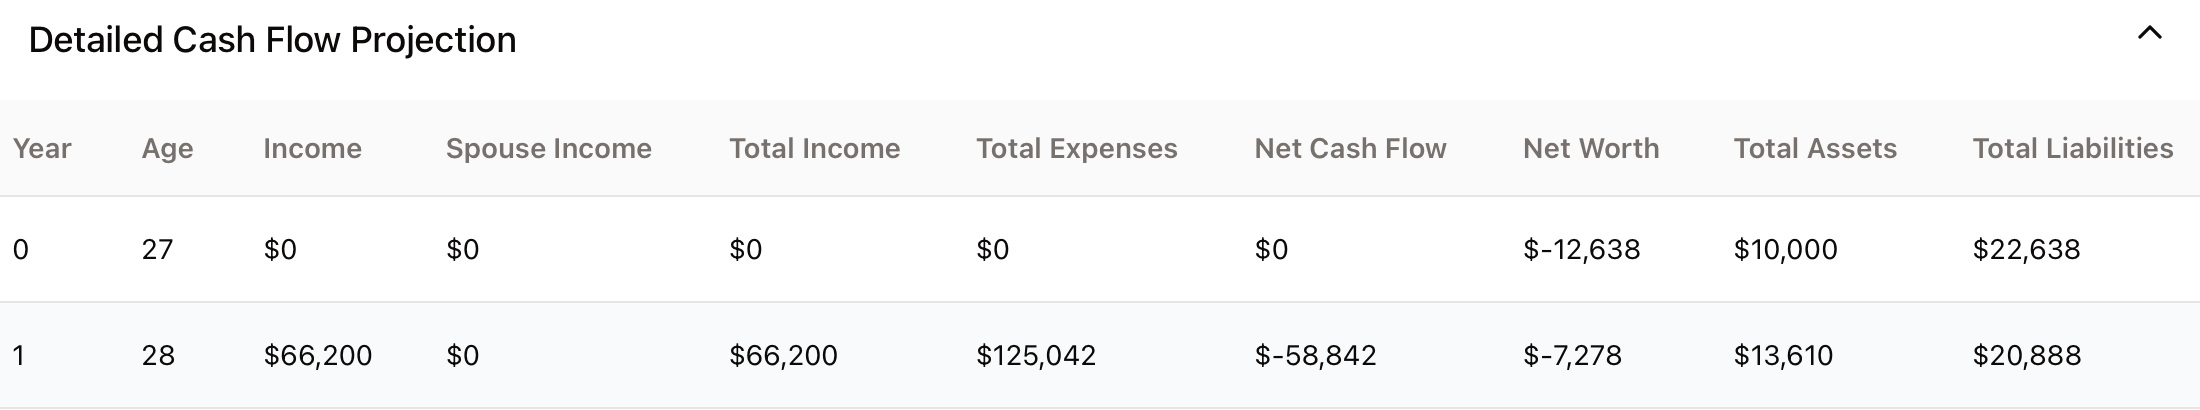 Detailed Cash Flow Projection
Year Age Income Spouse Income Total Income Total Expenses Net Cash Flow Net Worth Total Assets Total Liabilities
0 27 $0 $0 $0 $0 $0 $-12,638 $10,000 $22,638
1 28 $66,200 $0 $66,200 $125,042 $-58,842 $-7,278 $13,610 $20,888